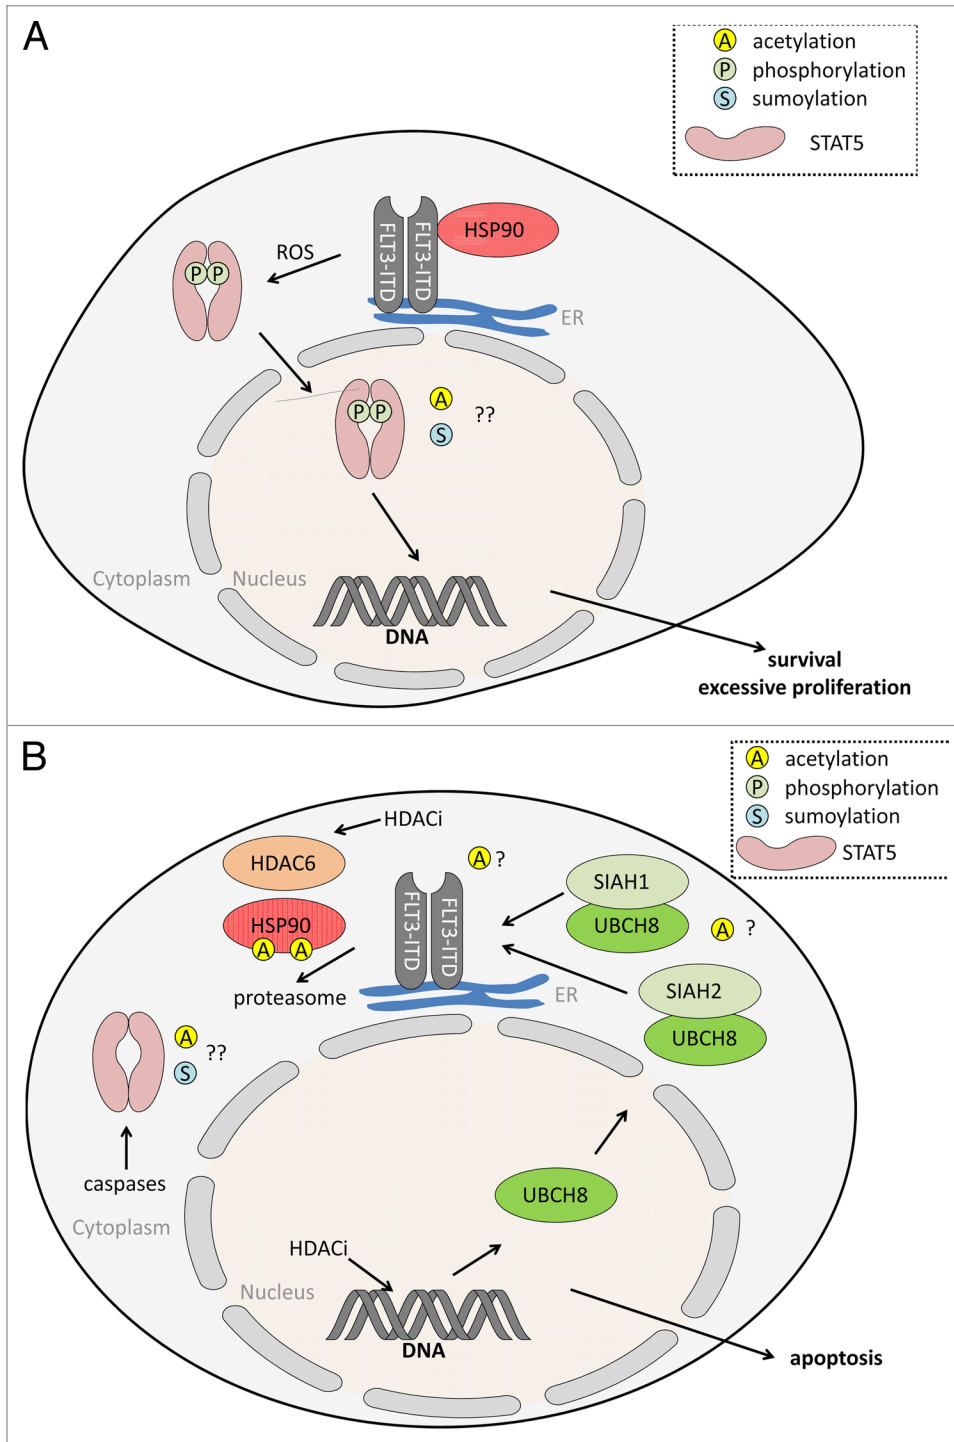 A
A acetylation
P phosphorylation
S sumoylation
STAT5
FLT3-ITD
FLT3-ITD
HSP90
ROS
P P
ER
P P
A
??
S
Cytoplasm
Nucleus
DNA
survival
excessive proliferation
B
A acetylation
P phosphorylation
S sumoylation
STAT5
HDACi
HDAC6
A ?
SIAH1
HSP90
A A
FLT3-ITD
FLT3-ITD
UBCH8
A ?
proteasome
ER
SIAH2
UBCH8
A
??
S
caspases
UBCH8
Cytoplasm
HDACi
Nucleus
DNA
apoptosis